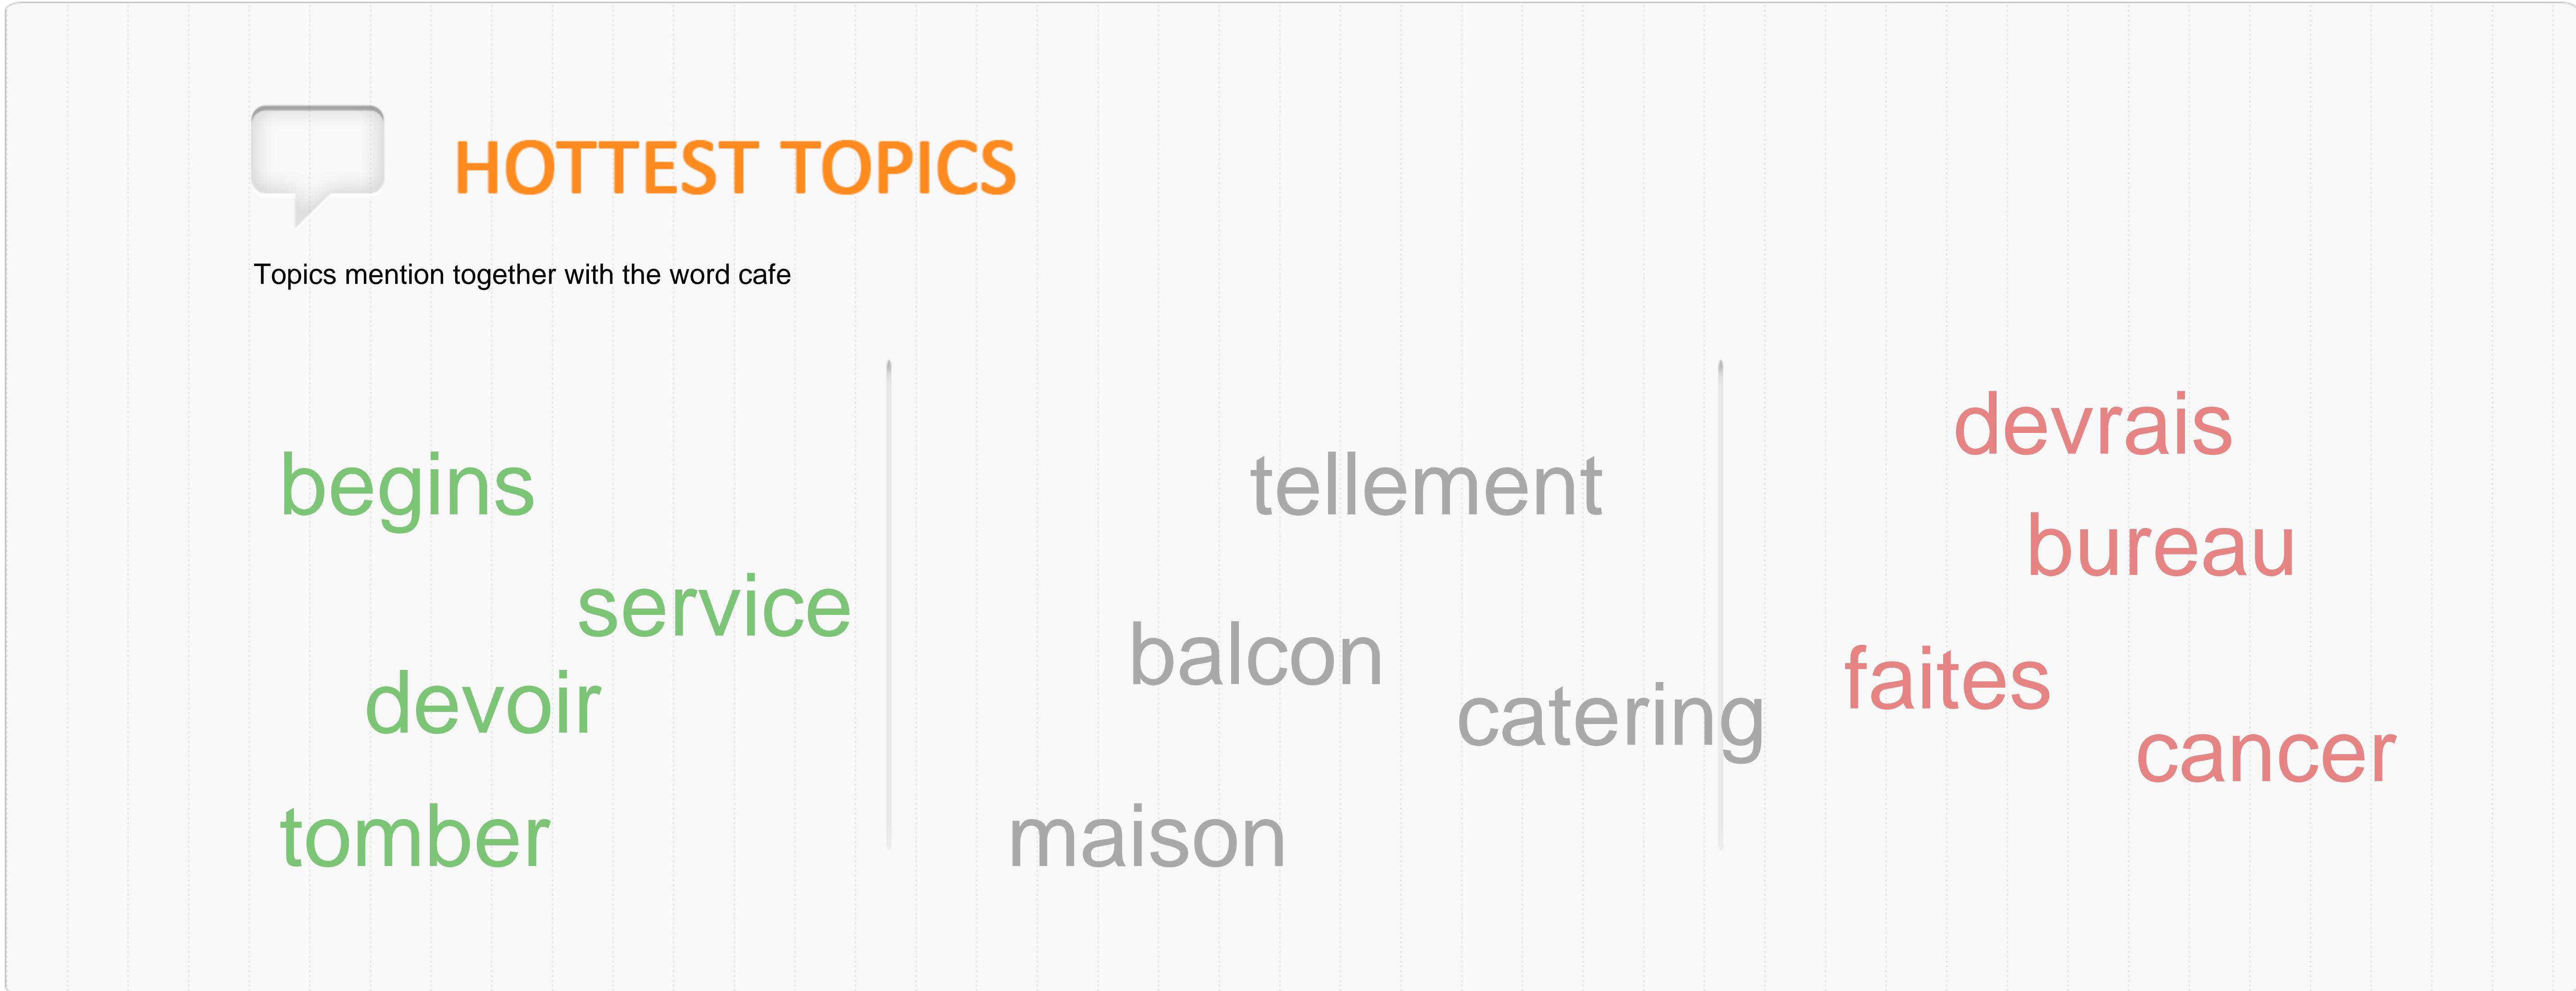 HOTTEST TOPICS
Topics mention together with the word cafe
begins
service
devoir
tomber
tellement
balcon
catering
maison
devrais
bureau
faites
cancer